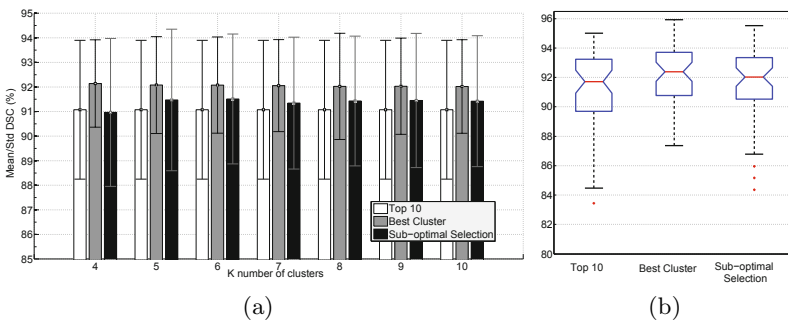 95
94
93
92
91
90
89
88
87
86
85
Mean/Std DSC (%)
4 5 6 7 8 9 10
K number of clusters
Top 10
Best Cluster
Sub−optimal Selection
(a)
96
94
92
90
88
86
84
82
80
Top 10 Best Cluster Sub−optimal
Selection
(b)